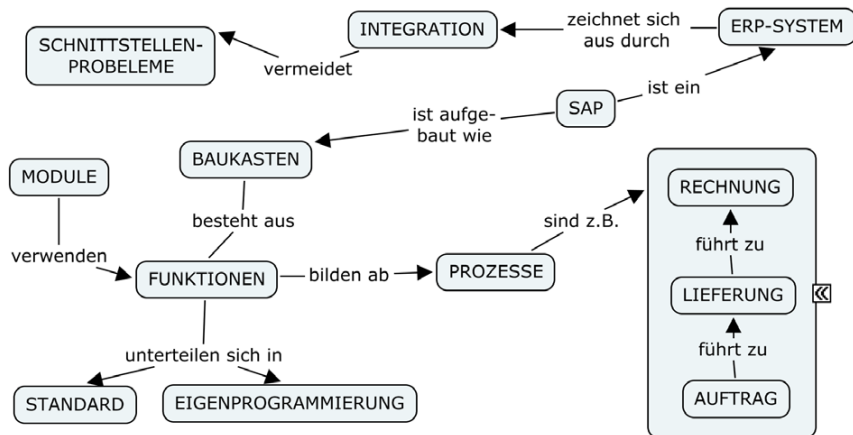 SCHNITTSTELLEN-
PROBELEME
vermeidet
INTEGRATION
zeichnet sich
aus durch
ERP-SYSTEM
ist ein
SAP
ist aufge-
baut wie
BAUKASTEN
MODULE
besteht aus
verwenden
FUNKTIONEN
bilden ab
PROZESSE
sind z.B.
RECHNUNG
führt zu
LIEFERUNG
führt zu
AUFTRAG
unterteilen sich in
STANDARD
EIGENPROGRAMMIERUNG